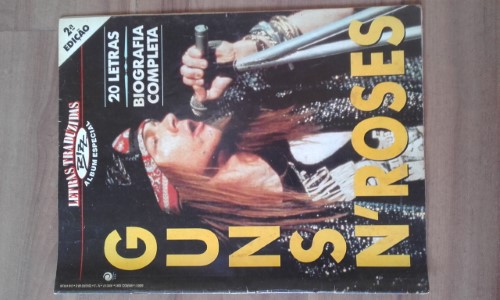 2ª EDIÇÃO
LETRAS TRADUZIDAS
BIZZ
ÁLBUM ESPECIAL
20 LETRAS
BIOGRAFIA
COMPLETA
GUNS
N'ROSES